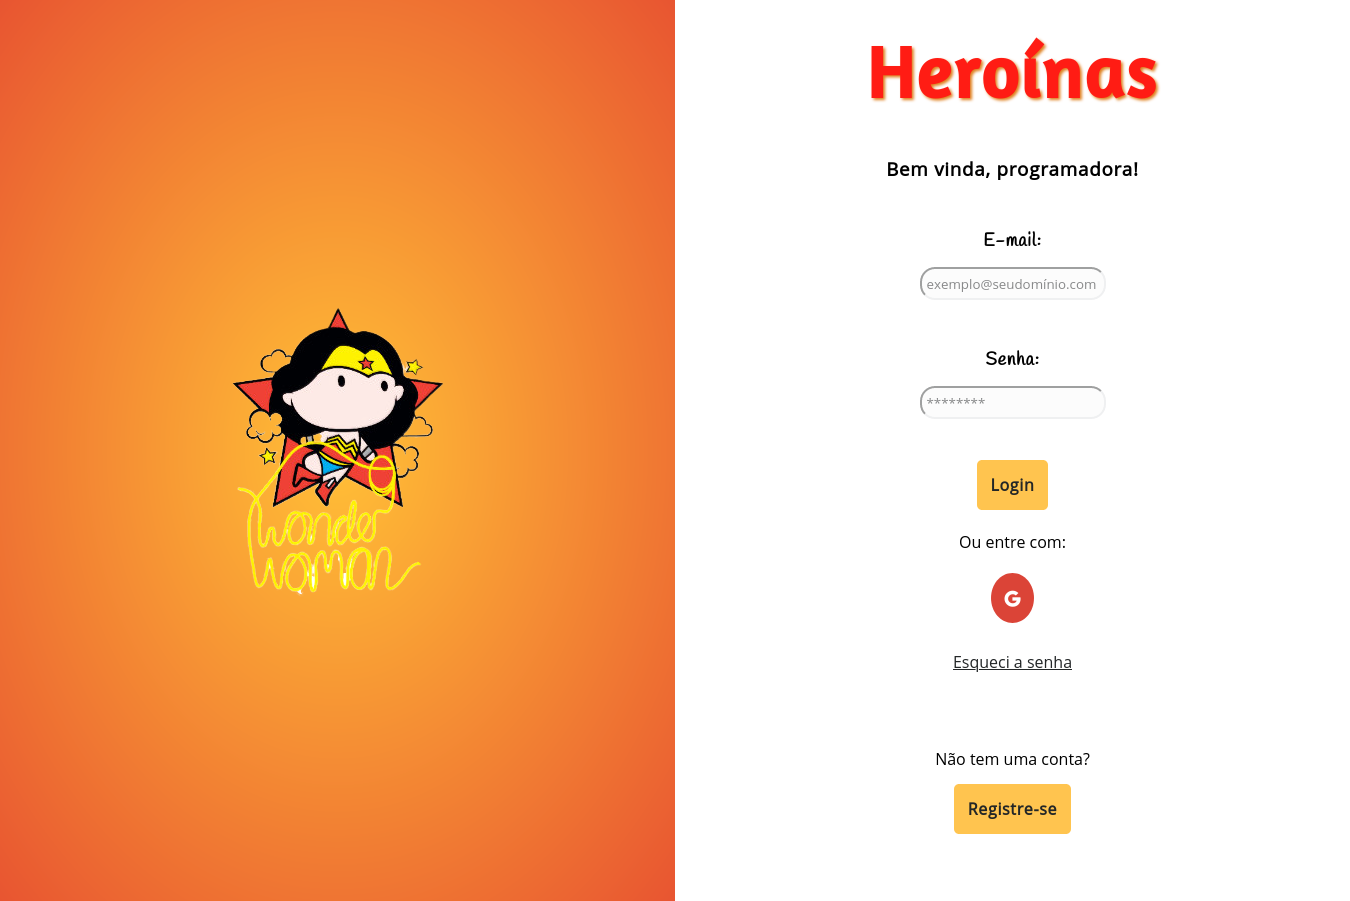 wonder
woman
Heroínas
Bem vinda, programadora!
E-mail:
exemplo@seudomínio.com
Senha:
********
Login
Ou entre com:
G
Esqueci a senha
Não tem uma conta?
Registre-se